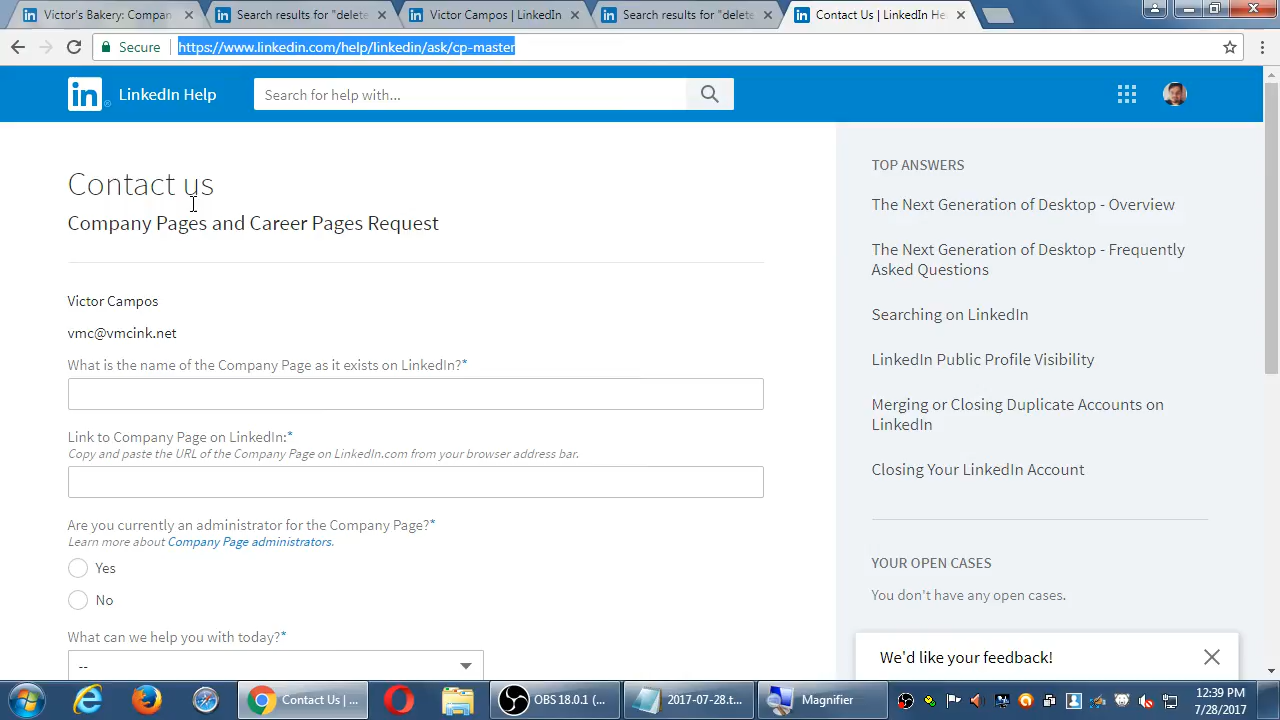 Victor's Bakery: Compan
Search results for "delete
Victor Campos | LinkedIn
Search results for "delete
Contact Us | LinkedIn He
Secure
https://www.linkedin.com/help/linkedin/ask/cp-master
in
LinkedIn Help
Search for help with...
Contact us
Company Pages and Career Pages Request
Victor Campos
vmc@vmcink.net
What is the name of the Company Page as it exists on LinkedIn?*
Link to Company Page on LinkedIn:*
Copy and paste the URL of the Company Page on LinkedIn.com from your browser address bar.
Are you currently an administrator for the Company Page?*
Learn more about Company Page administrators.
Yes
No
What can we help you with today?*
--
TOP ANSWERS
The Next Generation of Desktop - Overview
The Next Generation of Desktop - Frequently
Asked Questions
Searching on LinkedIn
LinkedIn Public Profile Visibility
Merging or Closing Duplicate Accounts on
LinkedIn
Closing Your LinkedIn Account
YOUR OPEN CASES
You don't have any open cases.
We'd like your feedback!
Contact Us | ...
OBS 18.0.1 (...
2017-07-28.t...
Magnifier
12:39 PM
7/28/2017